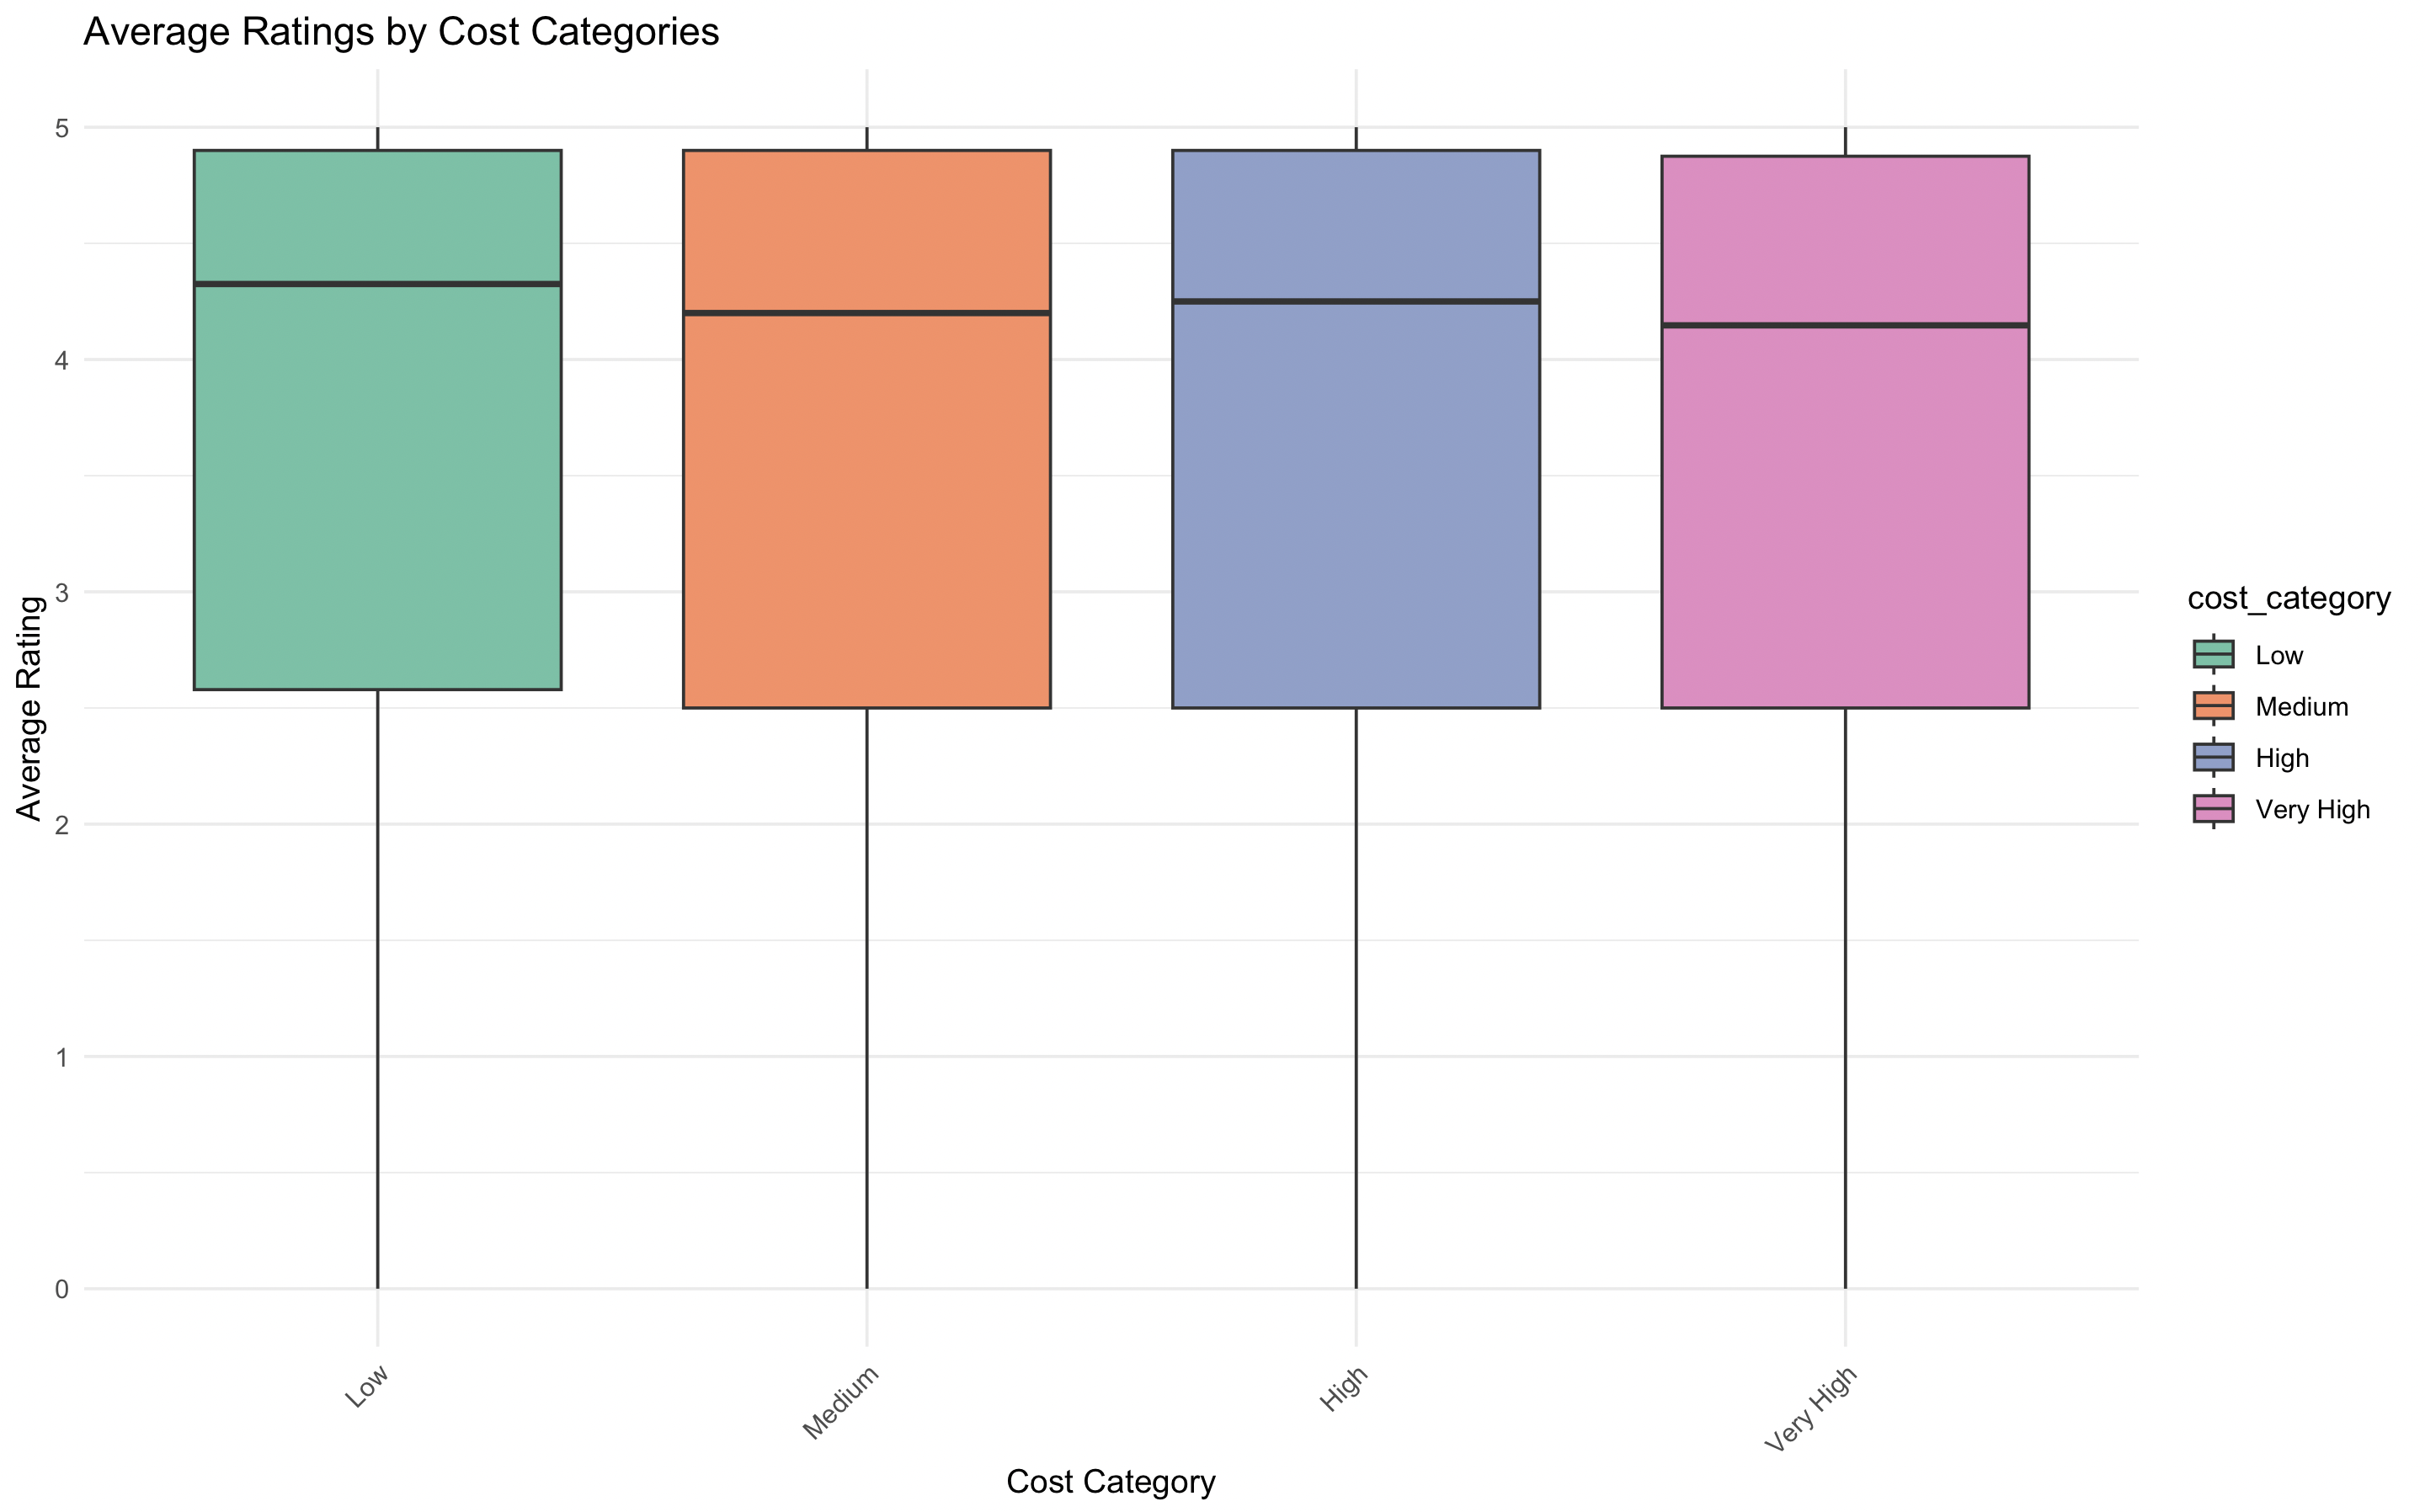 Average Ratings by Cost Categories
Average Rating
5
4
3
2
1
0
Low
Medium
High
Very High
Cost Category
cost_category
Low
Medium
High
Very High